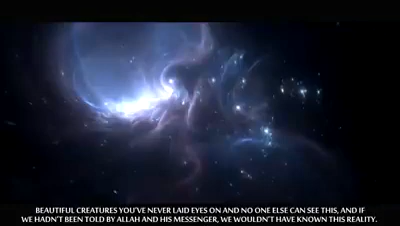 BEAUTIFUL CREATURES YOU'VE NEVER LAID EYES ON AND NO ONE ELSE CAN SEE THIS, AND IF
WE HADN'T BEEN TOLD BY ALLAH AND HIS MESSENGER, WE WOULDN'T HAVE KNOWN THIS REALITY.